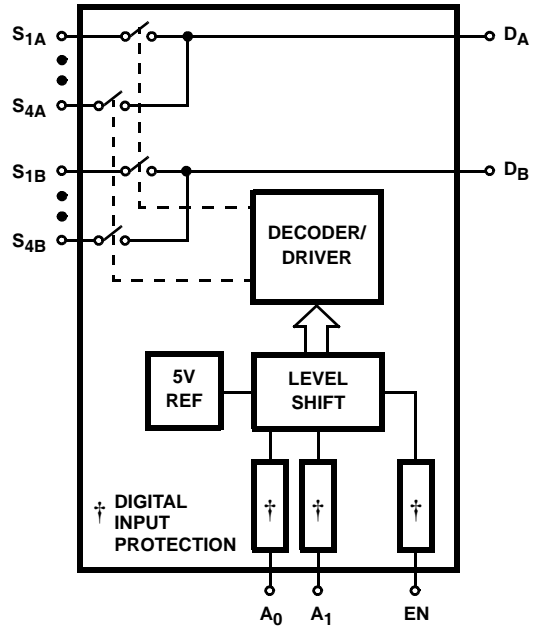 S1A
DA
S4A
S1B
DB
S4B
DECODER/
DRIVER
5V
REF
LEVEL
SHIFT
† DIGITAL
INPUT
PROTECTION
†
†
†
A0
A1
EN